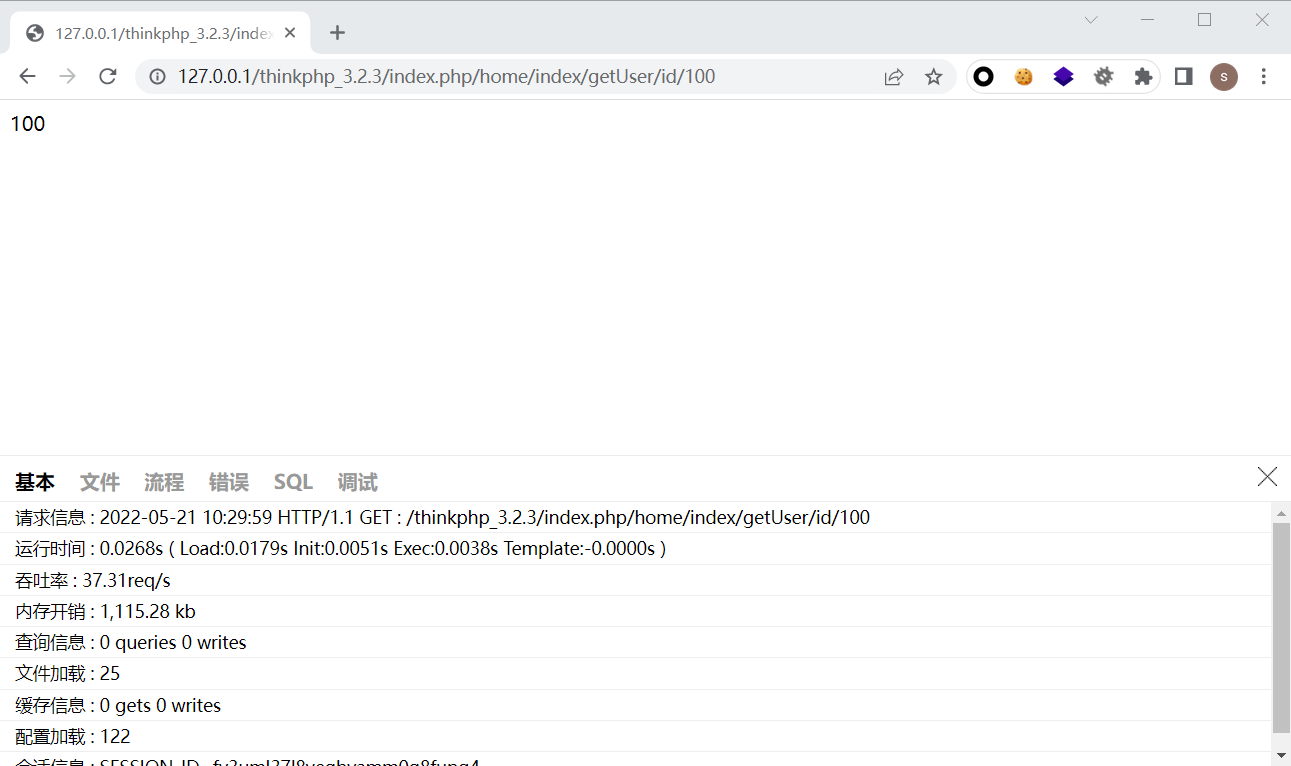 127.0.0.1/thinkphp_3.2.3/inde
127.0.0.1/thinkphp_3.2.3/index.php/home/index/getUser/id/100
s
100
基本 文件 流程 错误 SQL 调试
请求信息 : 2022-05-21 10:29:59 HTTP/1.1 GET : /thinkphp_3.2.3/index.php/home/index/getUser/id/100
运行时间 : 0.0268s ( Load:0.0179s Init:0.0051s Exec:0.0038s Template:-0.0000s )
吞吐率 : 37.31req/s
内存开销 : 1,115.28 kb
查询信息 : 0 queries 0 writes
文件加载 : 25
缓存信息 : 0 gets 0 writes
配置加载 : 122
会话信息 :